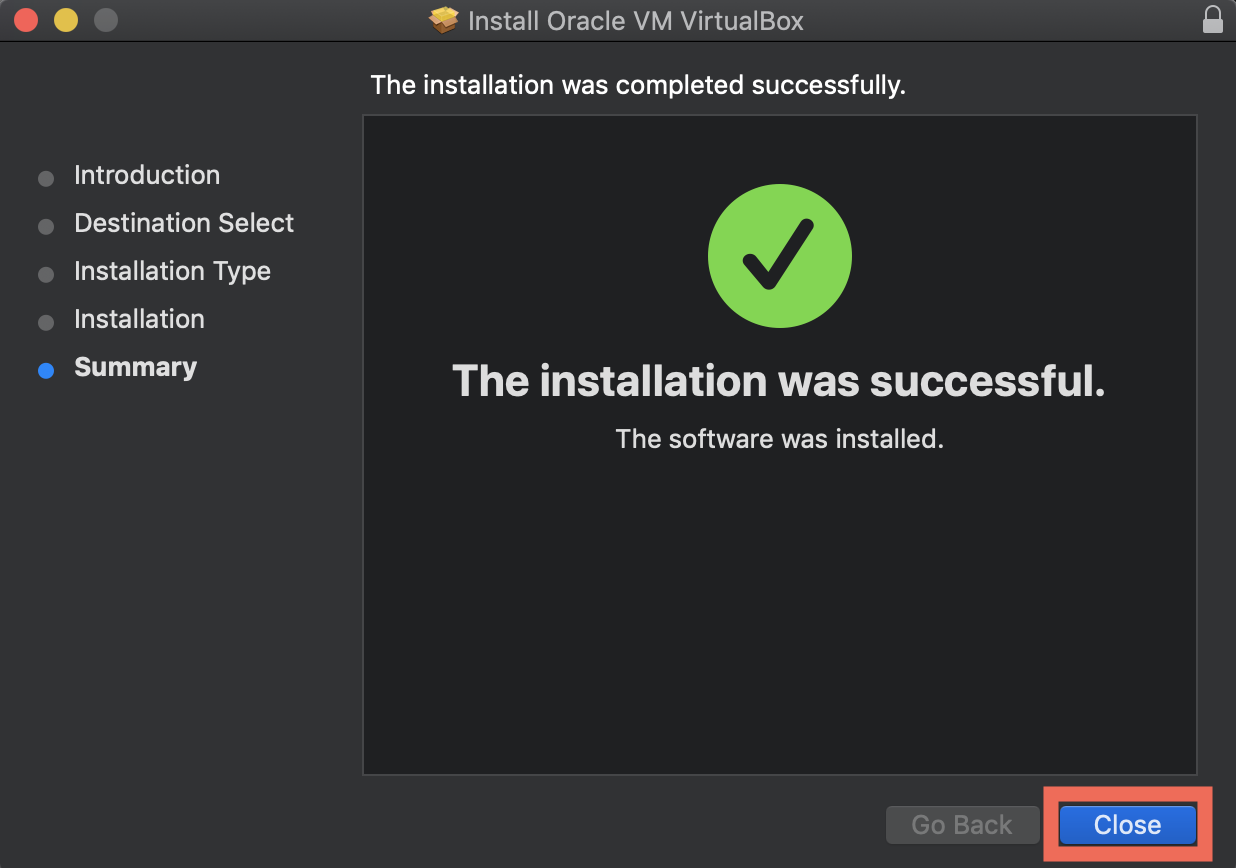 Install Oracle VM VirtualBox
The installation was completed successfully.
Introduction
Destination Select
Installation Type
Installation
Summary
The installation was successful.
The software was installed.
Go Back
Close